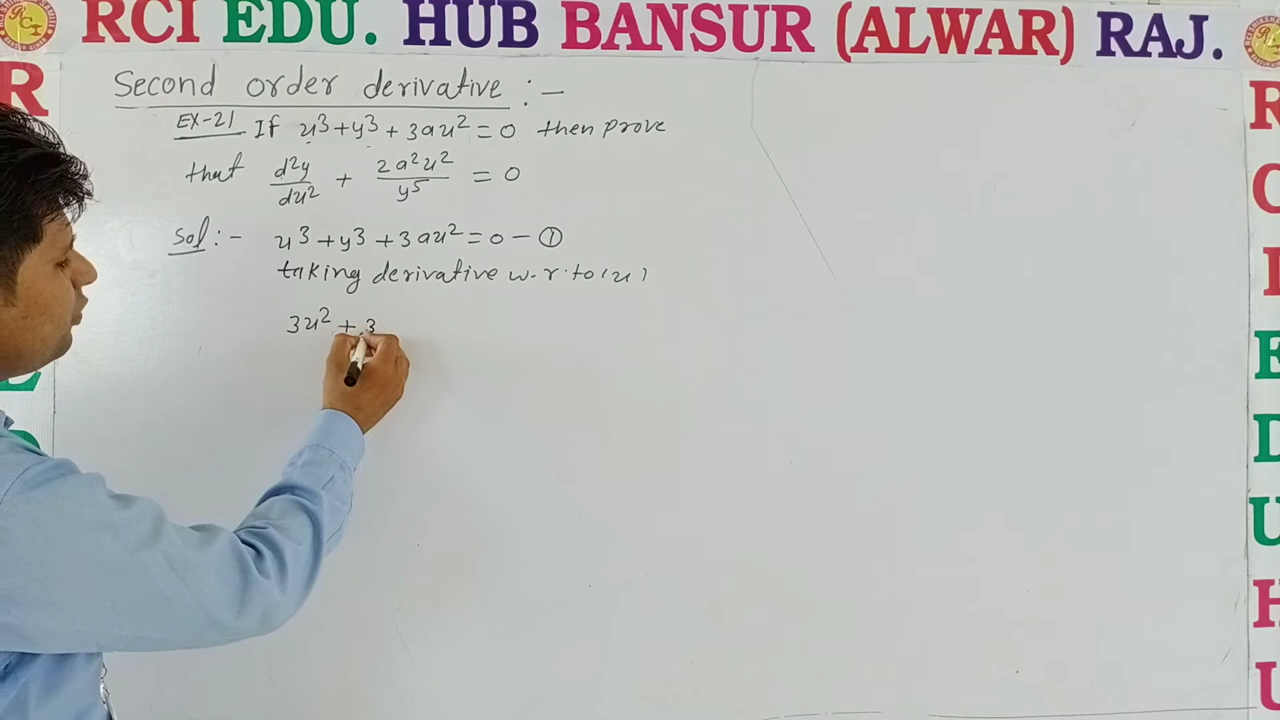 RCI EDU. HUB BANSUR (ALWAR) RAJ.
Second order derivative :-
EX-21 If x³+y³+3ax²=0 then prove
that d²y/dx² + 2a²x²/y⁵ = 0
Sol:- x³+y³+3ax²=0-①
taking derivative w.r.to(x)
3x²+3
R
R
C
I
E
D
U
H
U